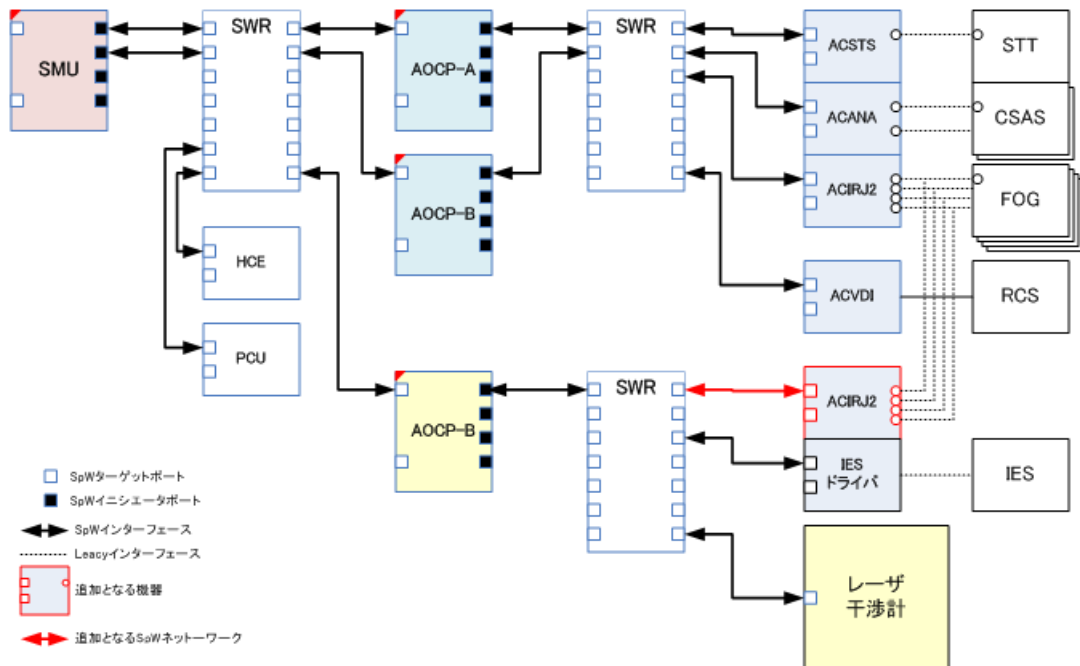 SMU
SWR
AOCP-A
SWR
ACSTS
STT
ACANA
CSAS
AOCP-B
ACIRJ2
FOG
HCE
ACVDI
RCS
PCU
AOCP-B
SWR
ACIRJ2
IES
ドライバ
IES
レーザ
干渉計
SpWターゲットポート
SpWイニシエータポート
SpWインターフェース
Leacyインターフェース
追加となる機器
追加となるSpWネットーワーク